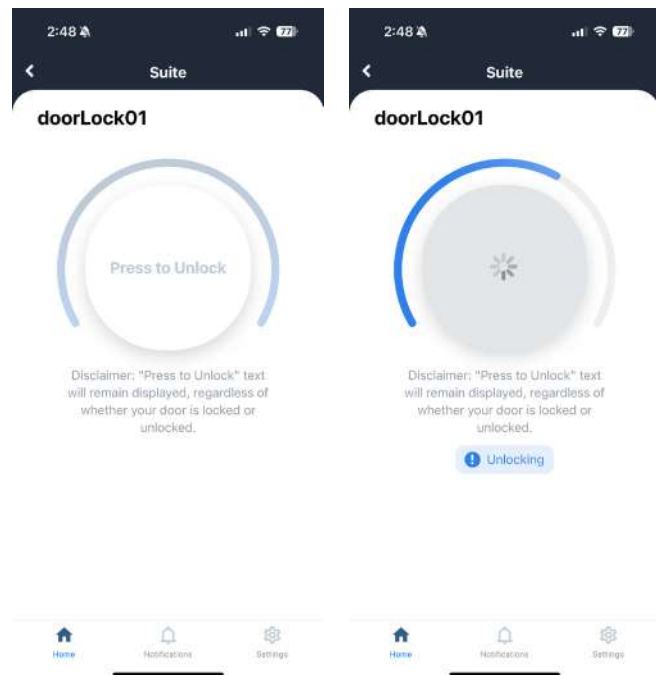 2:48
77
Suite
doorLock01
Press to Unlock
Disclaimer: "Press to Unlock" text
will remain displayed, regardless of
whether your door is locked or
unlocked.
Home
Notifications
Settings
2:48
77
Suite
doorLock01
Disclaimer: "Press to Unlock" text
will remain displayed, regardless of
whether your door is locked or
unlocked.
Unlocking
Home
Notifications
Settings